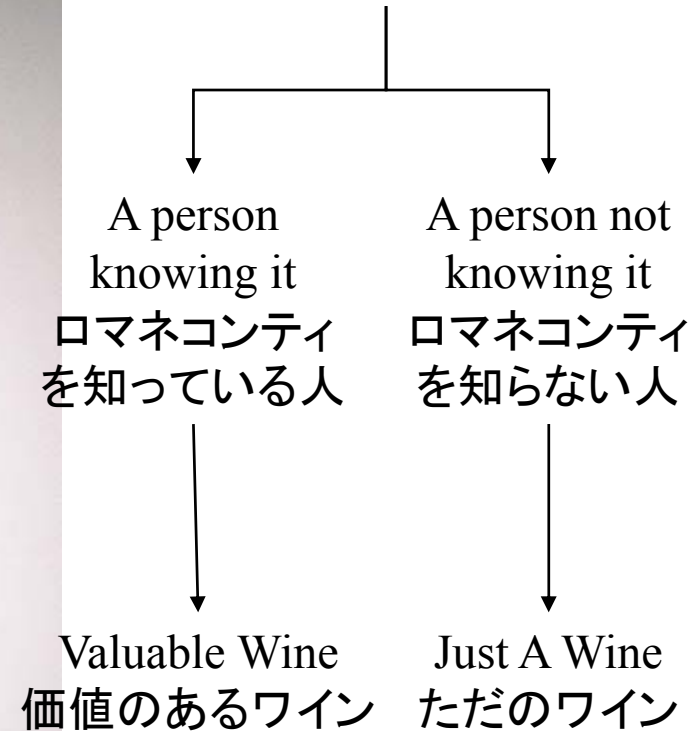 A person
knowing it
ロマネコンティ
を知っている人
A person not
knowing it
ロマネコンティ
を知らない人
Valuable Wine
価値のあるワイン
Just A Wine
ただのワイン